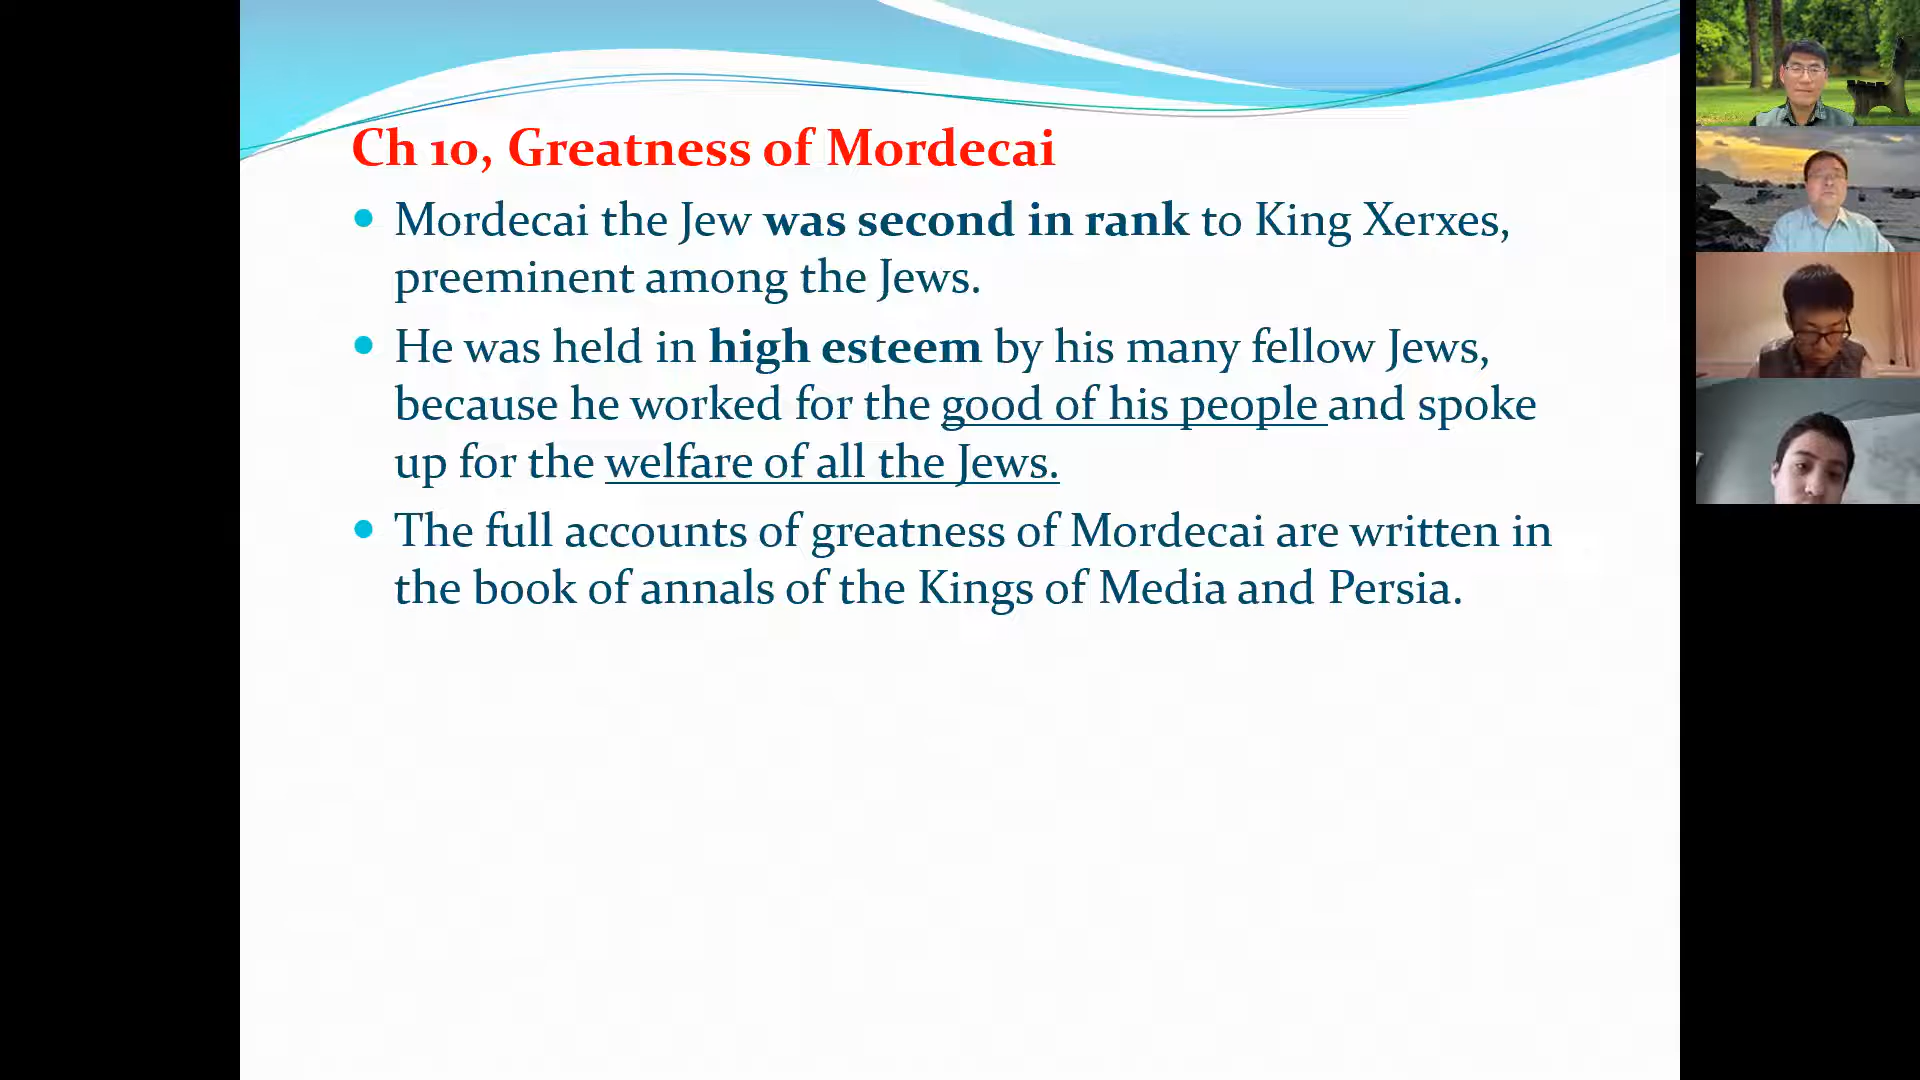 Ch 10, Greatness of Mordecai
Mordecai the Jew was second in rank to King Xerxes,
preeminent among the Jews.
He was held in high esteem by his many fellow Jews,
because he worked for the good of his people and spoke
up for the welfare of all the Jews.
The full accounts of greatness of Mordecai are written in
the book of annals of the Kings of Media and Persia.